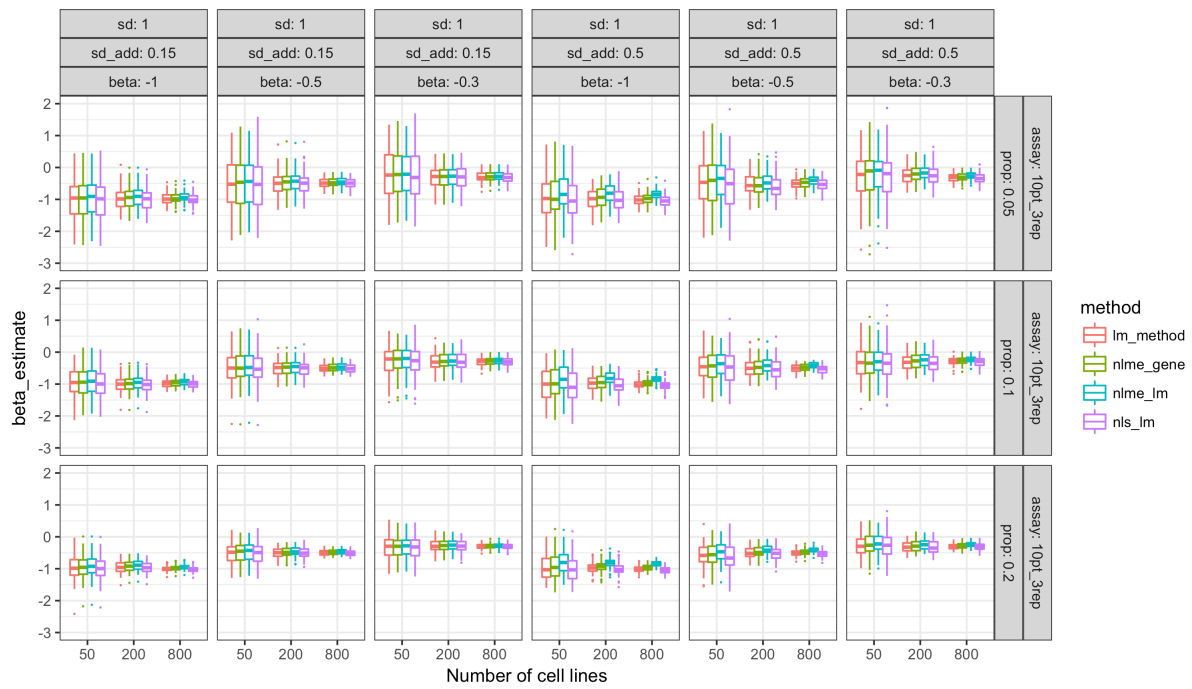 sd: 1 sd: 1 sd: 1 sd: 1 sd: 1 sd: 1
sd_add: 0.15 sd_add: 0.15 sd_add: 0.15 sd_add: 0.5 sd_add: 0.5 sd_add: 0.5
beta: -1 beta: -0.5 beta: -0.3 beta: -1 beta: -0.5 beta: -0.3
2
1
0
-1
-2
-3
prop: 0.05
assay: 10pt_3rep
2
1
0
-1
-2
-3
prop: 0.1
assay: 10pt_3rep
2
1
0
-1
-2
-3
prop: 0.2
assay: 10pt_3rep
beta_estimate
50 200 800 50 200 800 50 200 800 50 200 800 50 200 800 50 200 800
Number of cell lines
method
lm_method
nlme_gene
nlme_lm
nls_lm